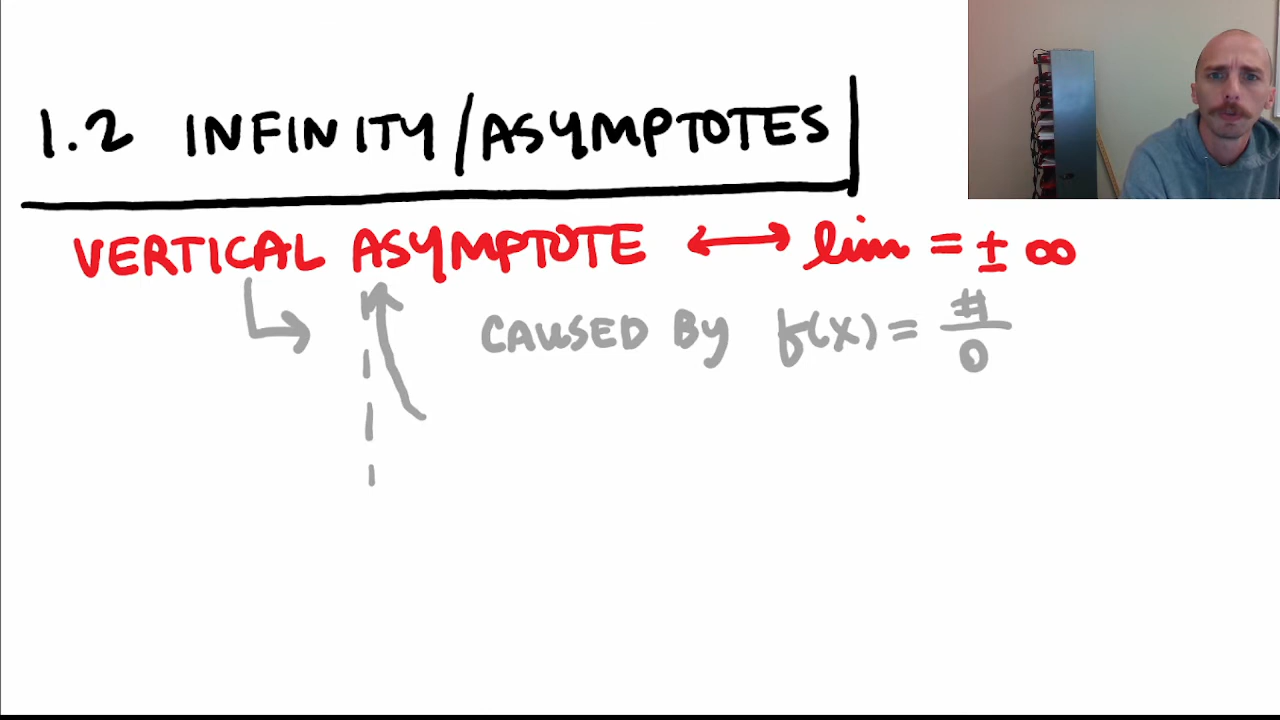 1.2 INFINITY/ASYMPTOTES
VERTICAL ASYMPTOTE ↔ lim = ± ∞
CAUSED BY f(x) = #/0